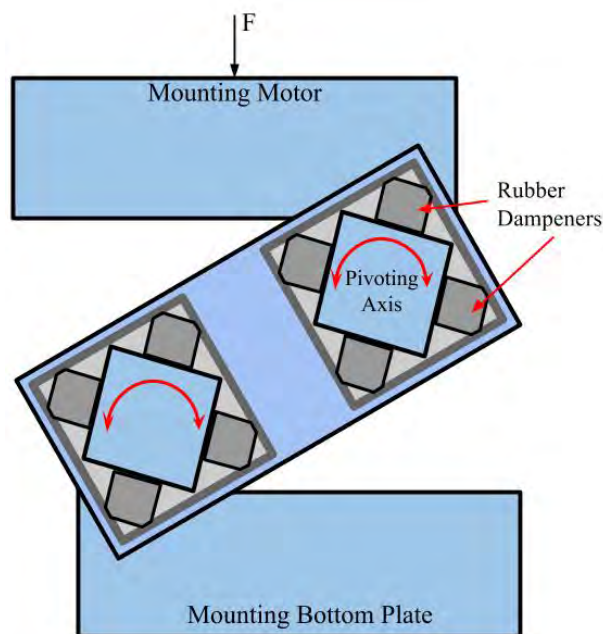 F
Mounting Motor
Rubber
Dampeners
Pivoting
Axis
Mounting Bottom Plate